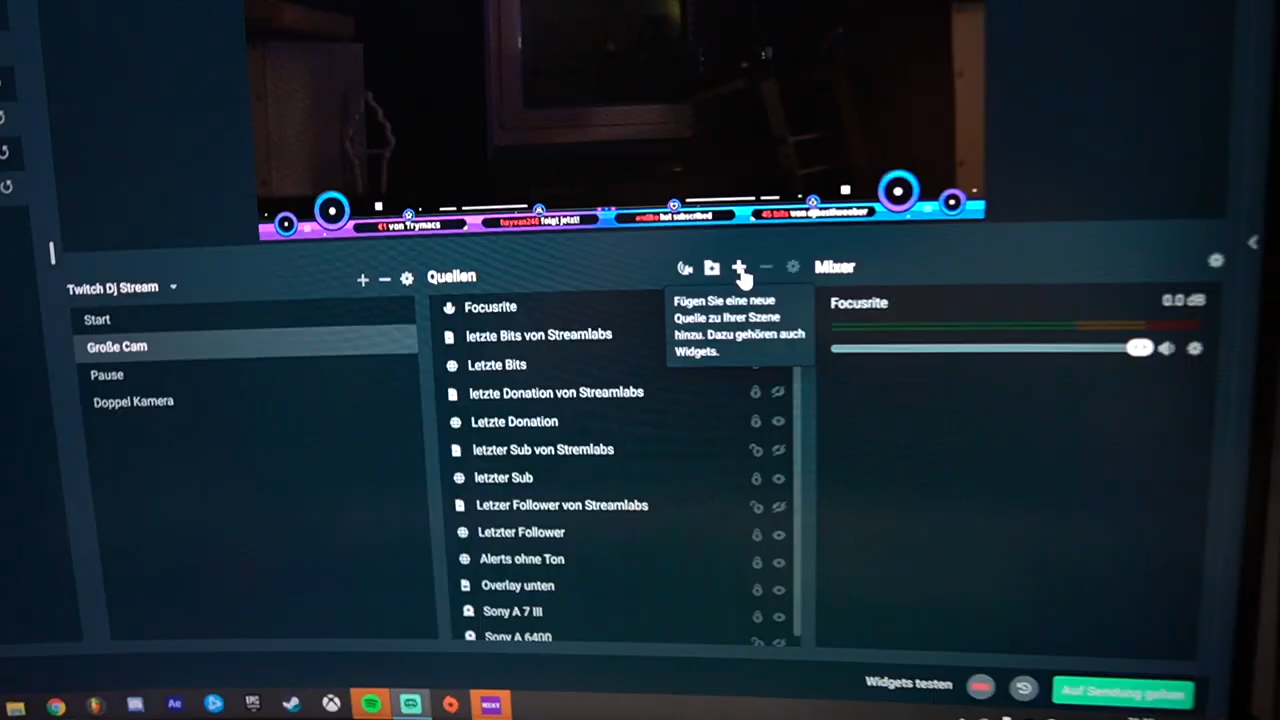 €1 von Trymacs
hayvan246 folgt jetzt!
hat subscribed
45 bits von
Twitch Dj Stream
Start
Große Cam
Pause
Doppel Kamera
Quellen
Focusrite
letzte Bits von Streamlabs
Letzte Bits
letzte Donation von Streamlabs
Letzte Donation
letzter Sub von Stremlabs
letzter Sub
Letzer Follower von Streamlabs
Letzter Follower
Alerts ohne Ton
Overlay unten
Sony A 7 III
Sony A 6400
Fügen Sie eine neue
Quelle zu Ihrer Szene
hinzu. Dazu gehören auch
Widgets.
Mixer
Focusrite
0.0 dB
Widgets testen
REC
Auf Sendung gehen
Ae
EPIC